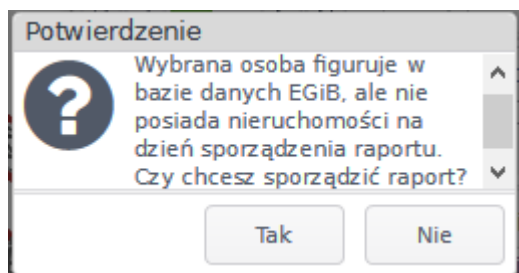 Potwierdzenie
Wybrana osoba figuruje w
bazie danych EGiB, ale nie
posiada nieruchomości na
dzień sporządzenia raportu.
Czy chcesz sporządzić raport?
Tak
Nie